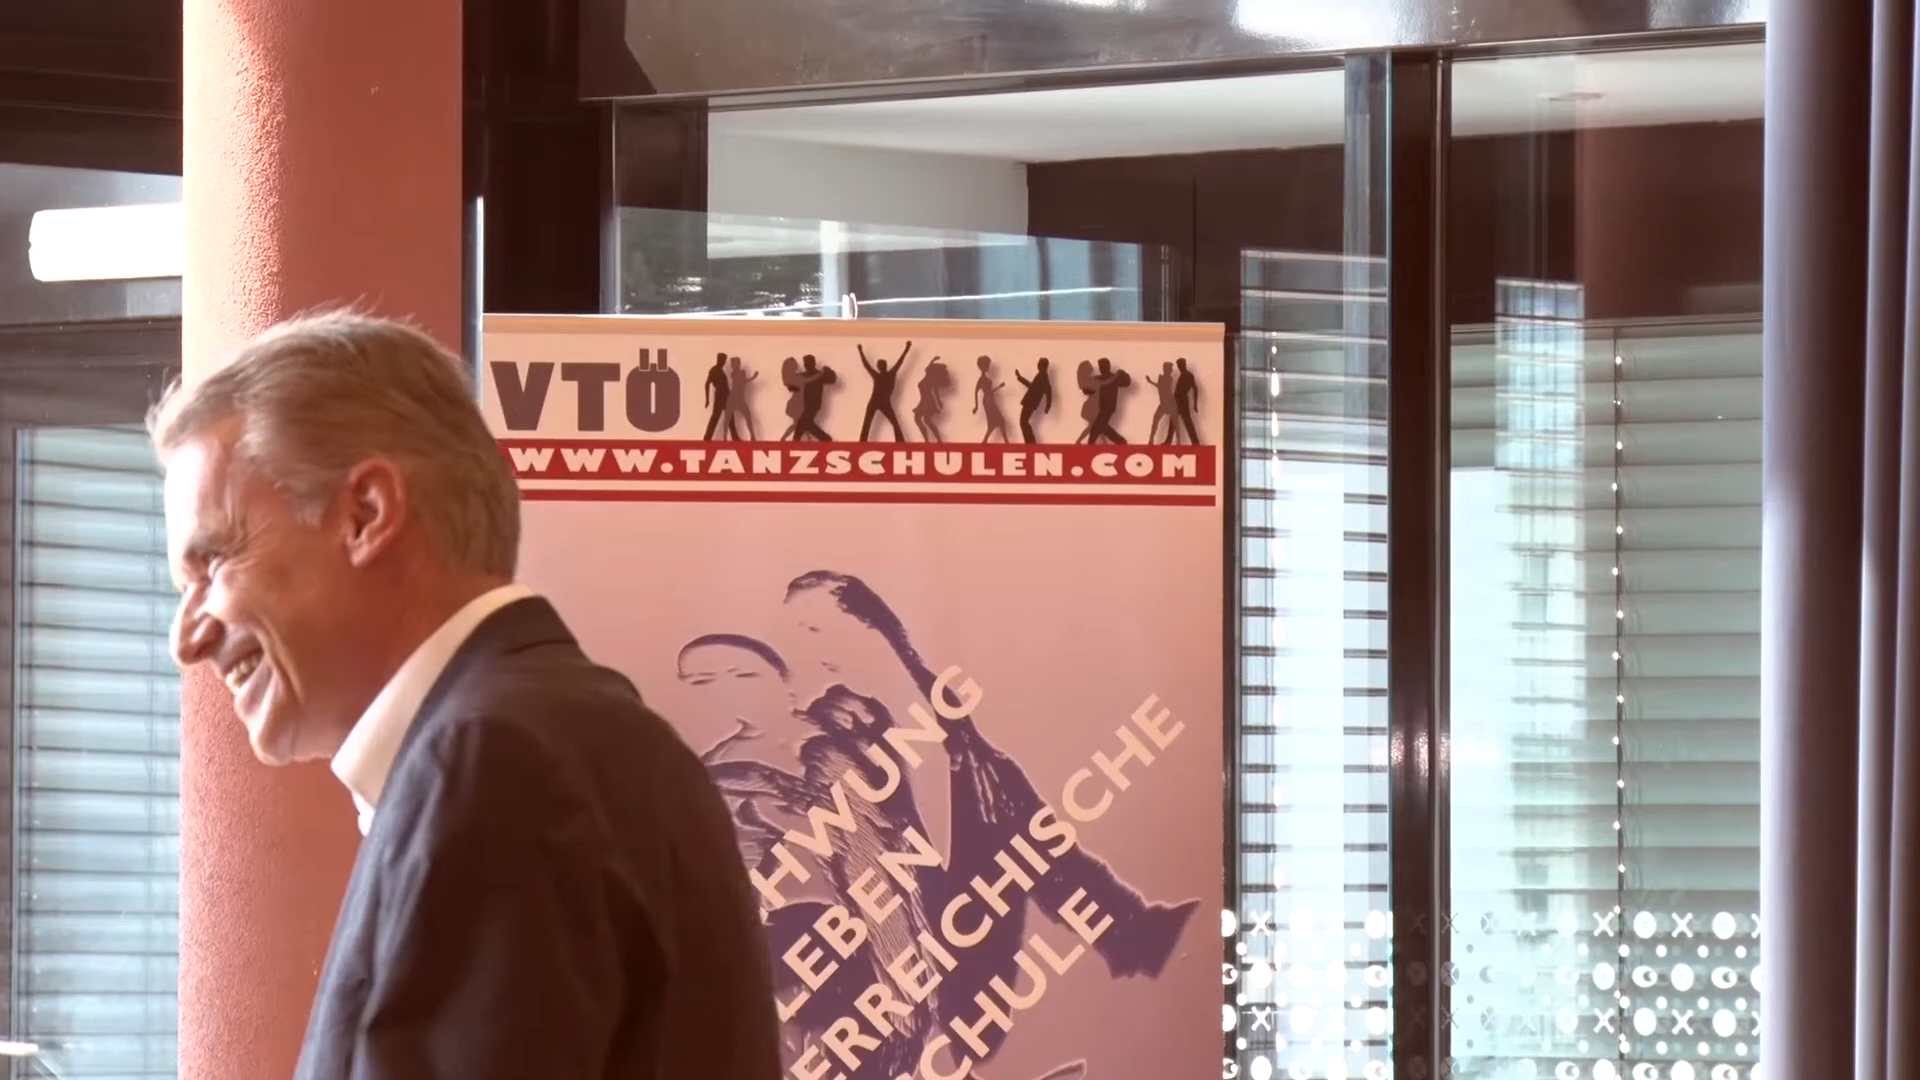 VTÖ
WWW.TANZSCHULEN.COM
HWUNG
LEBEN
ERREICHISCHE
CHULE